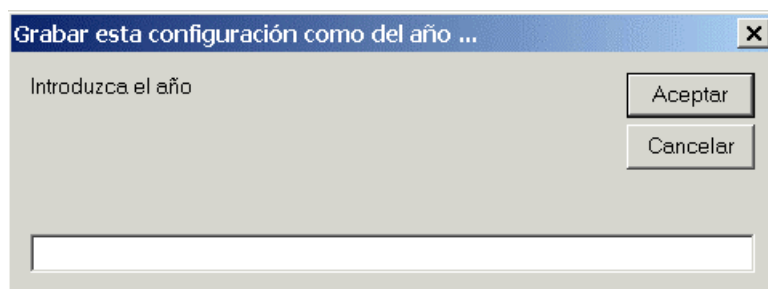 Grabar esta configuración como del año ...
Introduzca el año
Aceptar
Cancelar